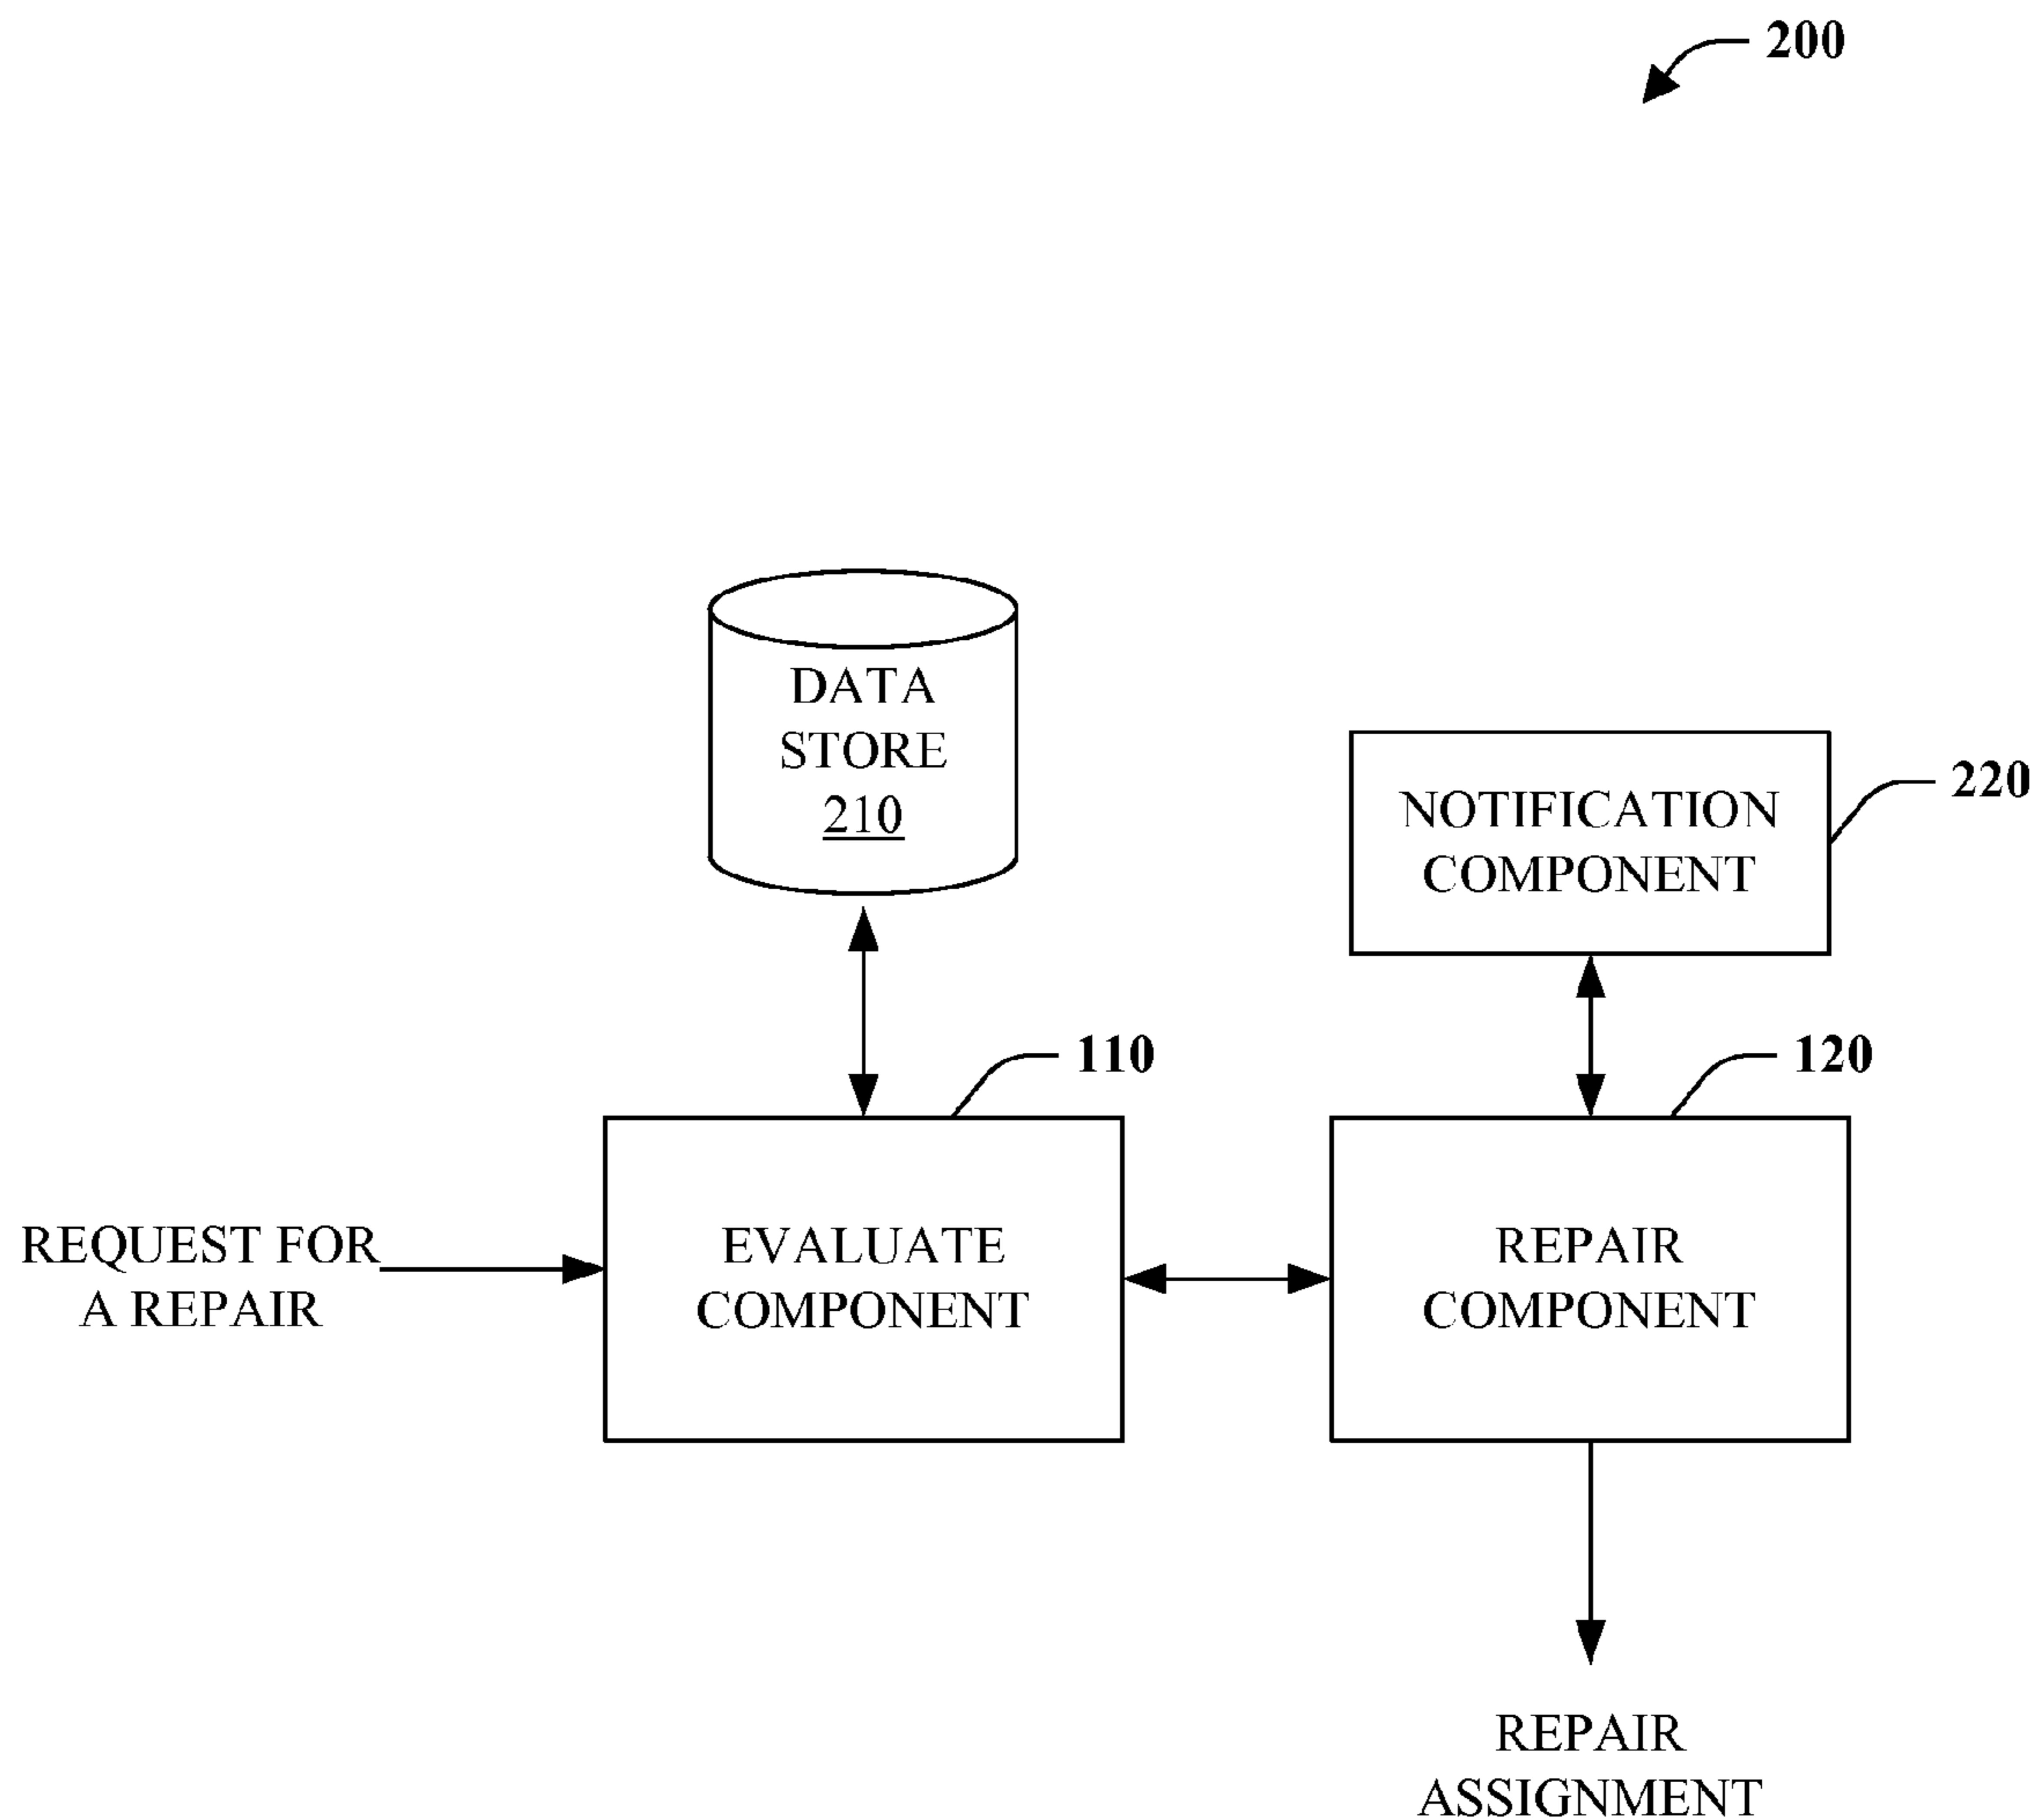 200
DATA
STORE
210
NOTIFICATION
COMPONENT
220
110
120
REQUEST FOR
A REPAIR
EVALUATE
COMPONENT
REPAIR
COMPONENT
REPAIR
ASSIGNMENT